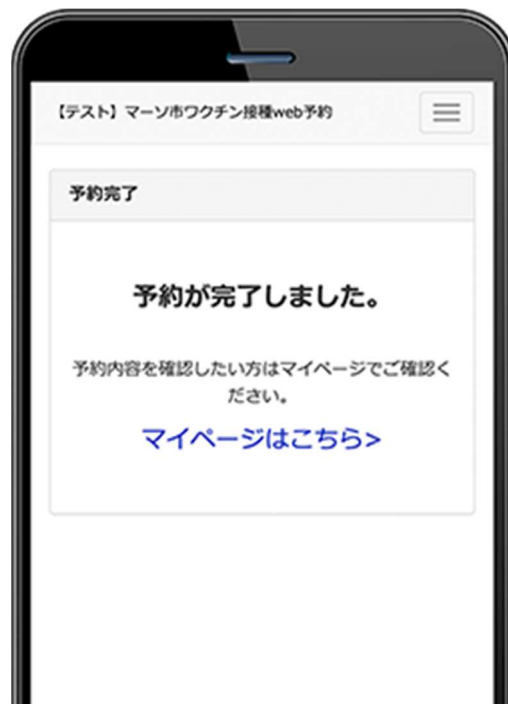 【テスト】マーソ市ワクチン接種web予約
予約完了
予約が完了しました。
予約内容を確認したい方はマイページでご確認く
ださい。
マイページはこちら>